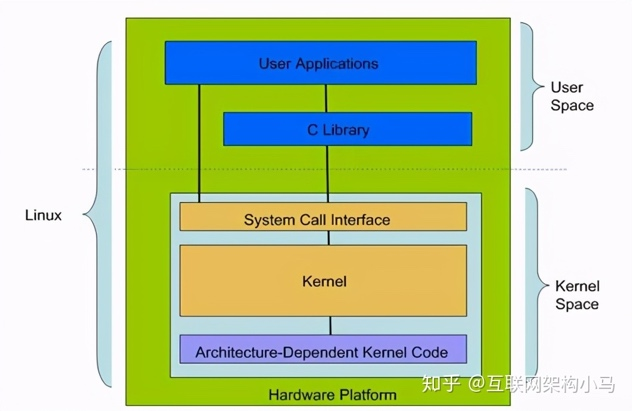 User Applications
User
Space
C Library
Linux
System Call Interface
Kernel
Kernel
Space
Architecture-Dependent Kernel Code
Hardware Platform
知乎 @互联网架构小马